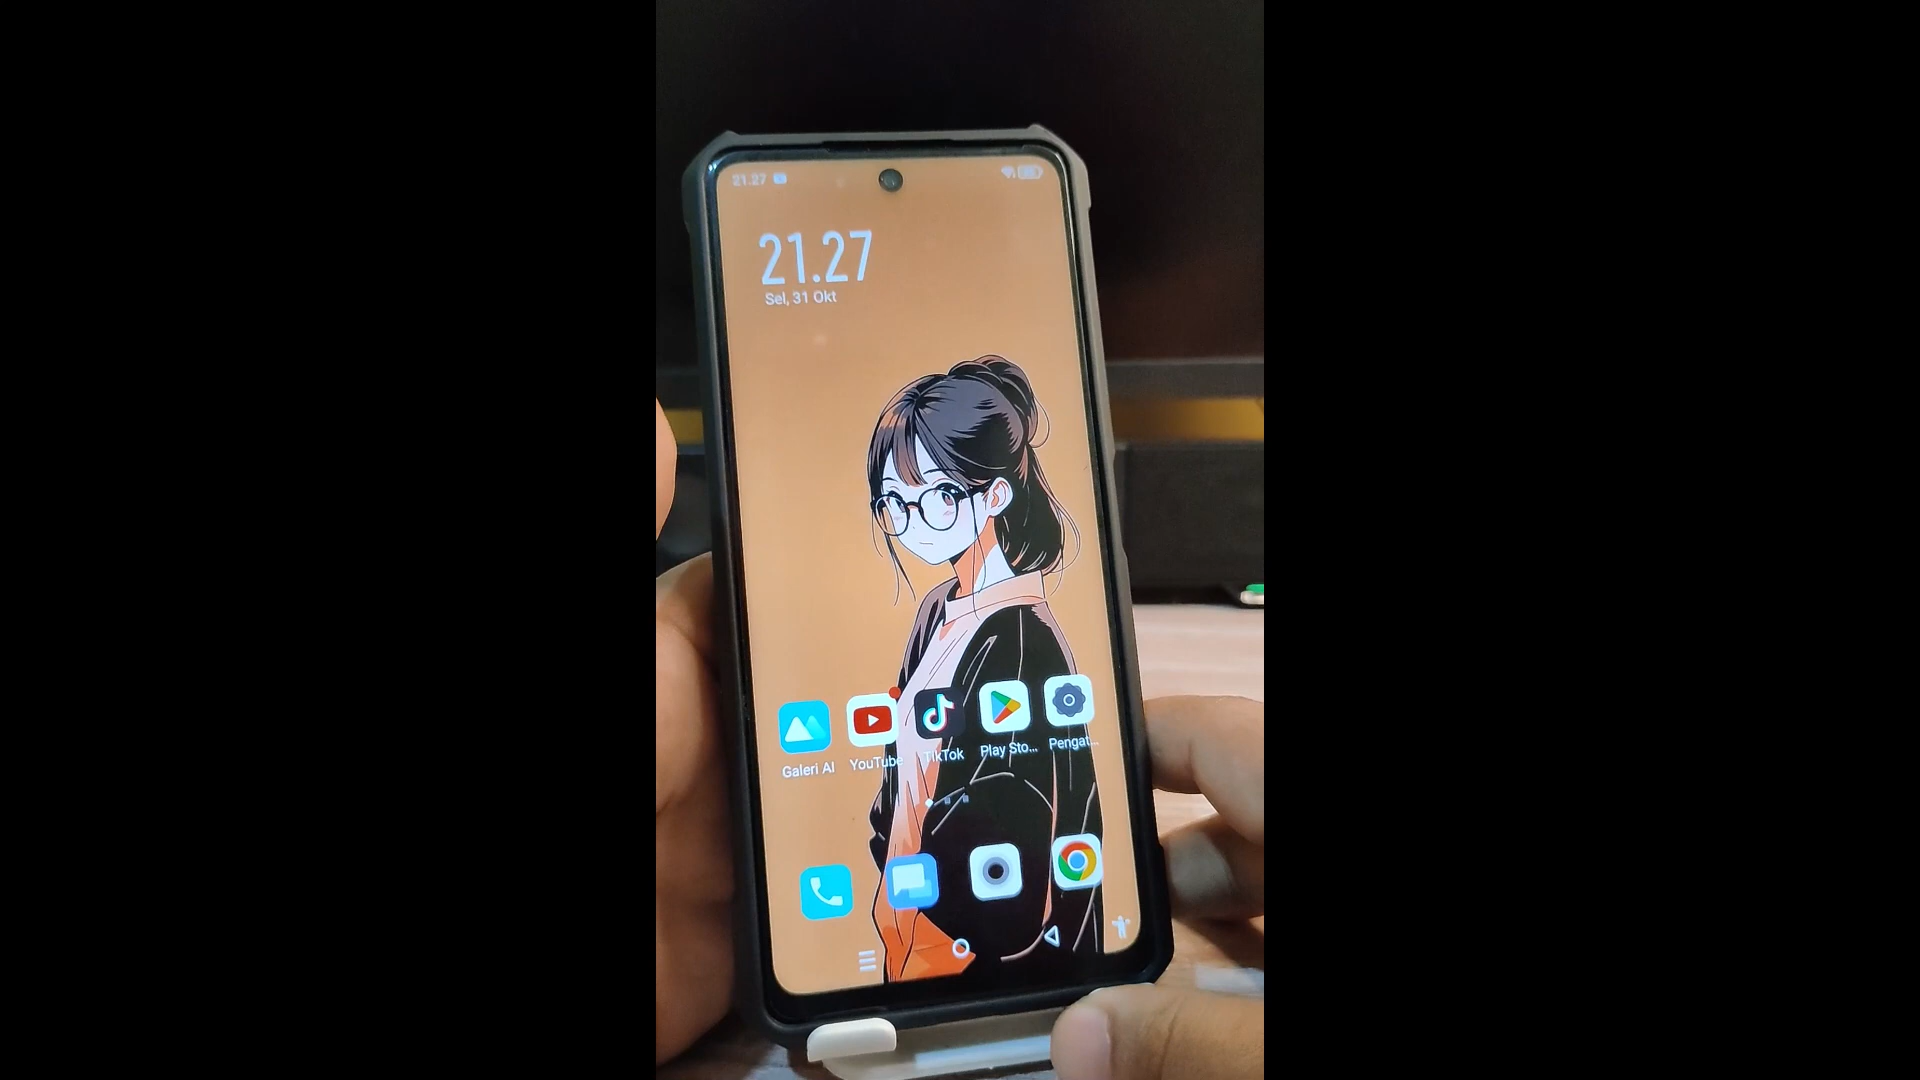 21.27
21.27
Sel, 31 Okt
Galeri AI YouTube TikTok Play Sto... Pengat...